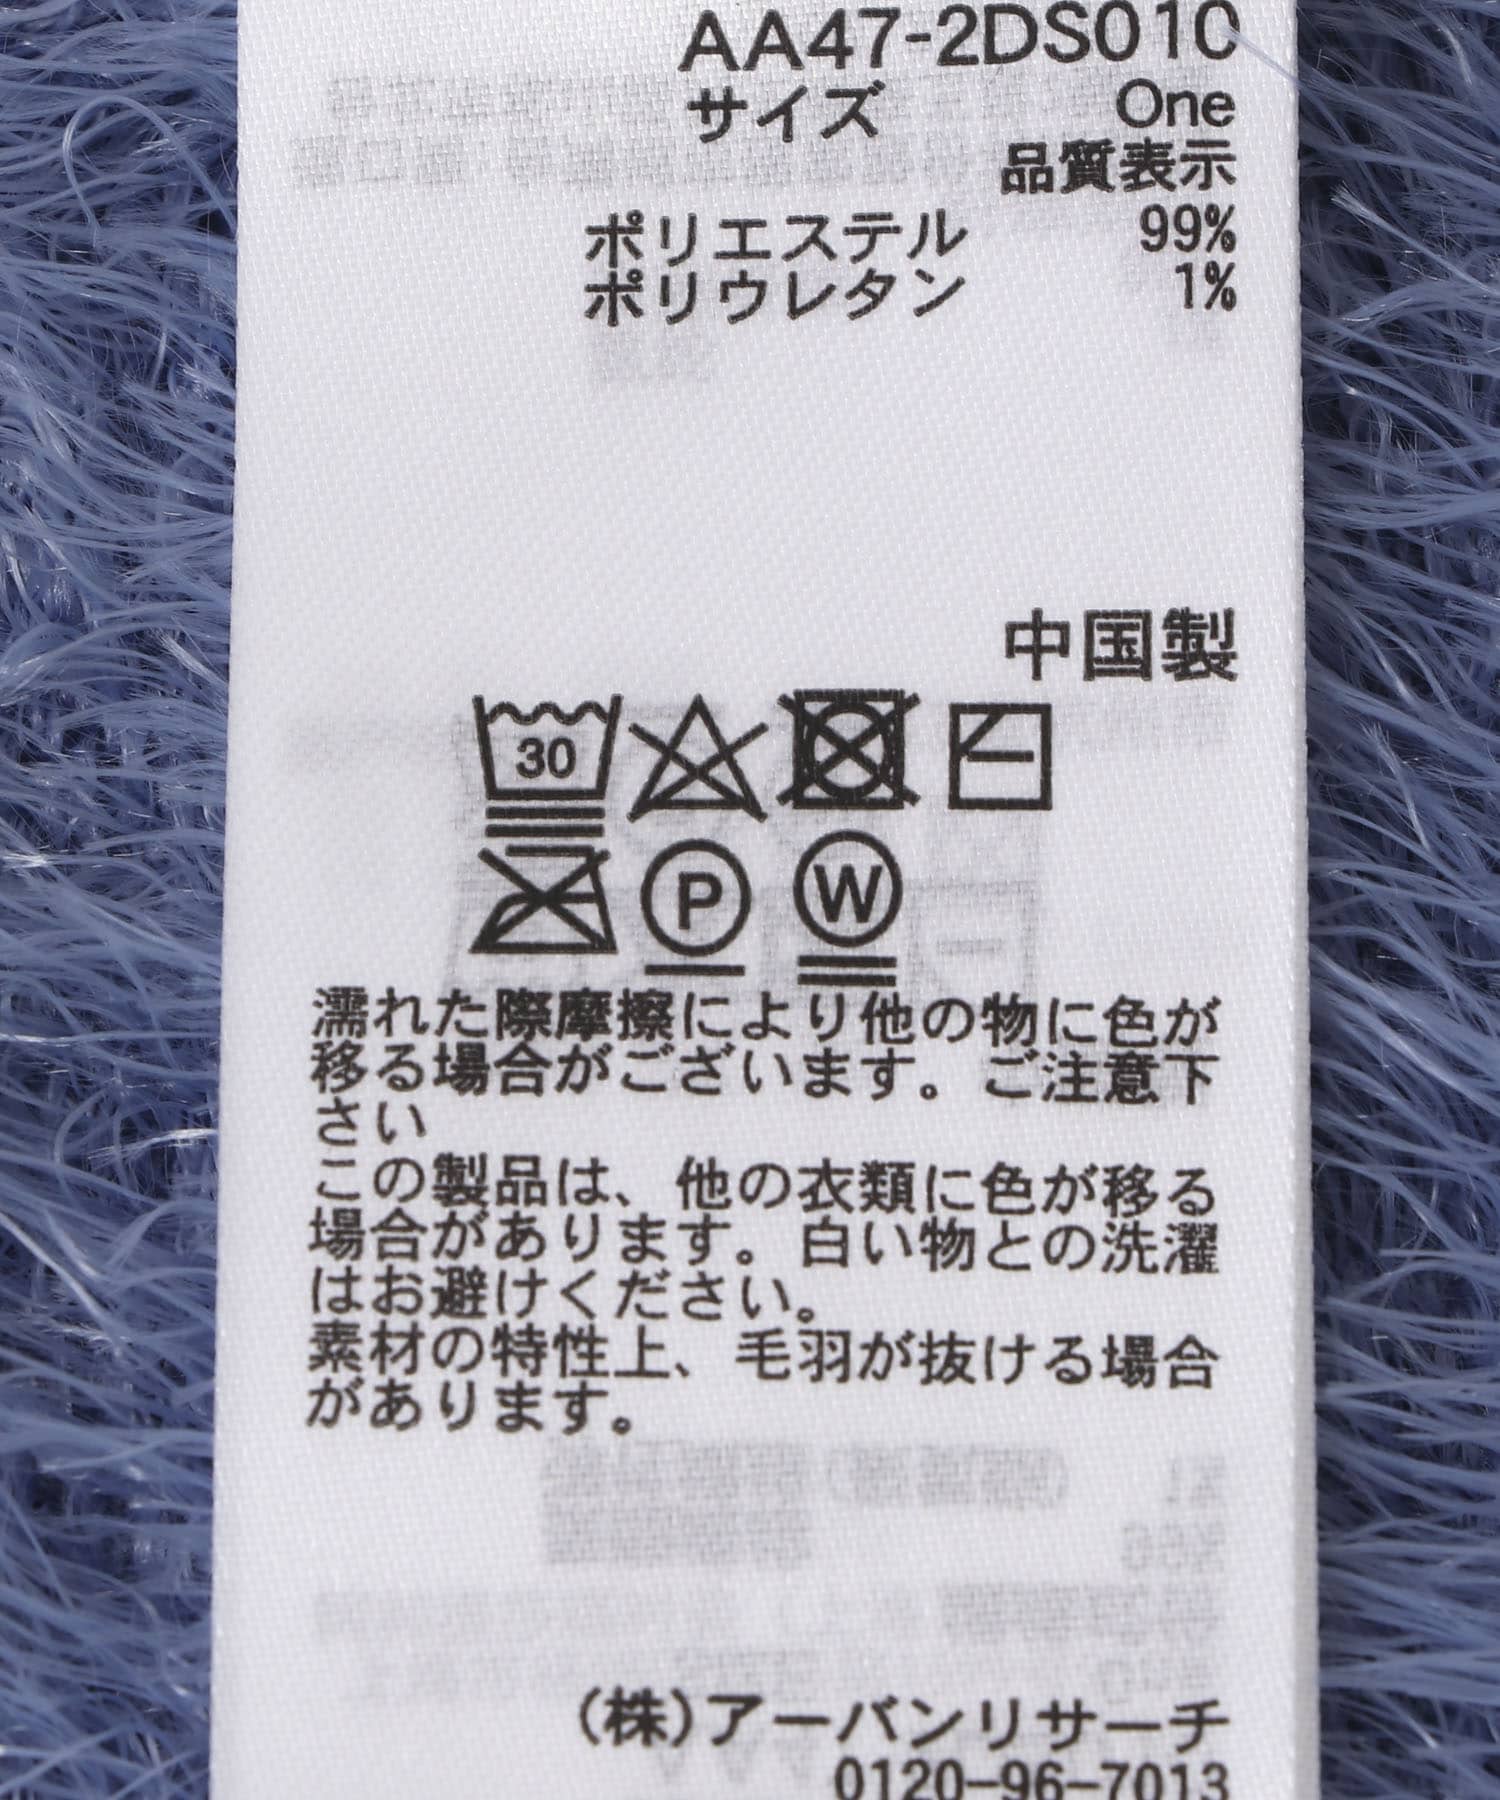 AA47-2DS010
サイズ One
品質表示
ポリエステル 99%
ポリウレタン 1%
中国製
30
P W
濡れた際摩擦により他の物に色が
移る場合がございます。ご注意下
さい
この製品は、他の衣類に色が移る
場合があります。白い物との洗濯
はお避けください。
素材の特性上、毛羽が抜ける場合
があります。
(株)アーバンリサーチ
0120-96-7013